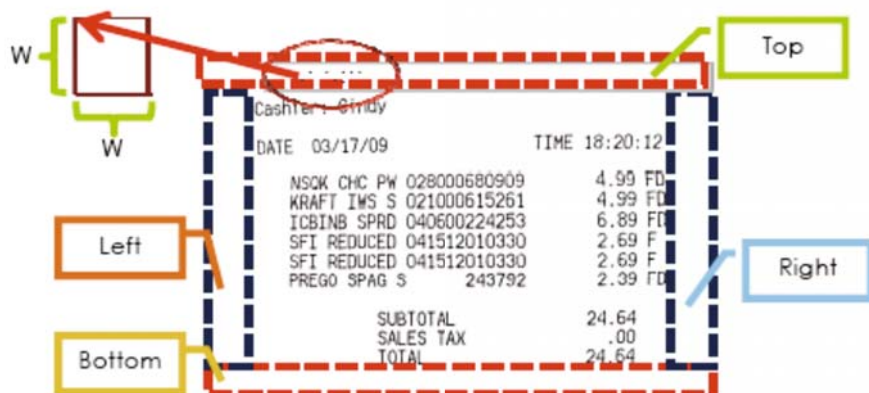 W
W
Top
Cashier: Cindy
DATE 03/17/09 TIME 18:20:12
NSQK CHC PW 028000680909 4.99 FD
KRAFT IWS S 021000615261 4.99 FD
ICBINB SPRD 040600224253 6.89 FD
SFI REDUCED 041512010330 2.69 F
SFI REDUCED 041512010330 2.69 F
PREGO SPAG S 243792 2.39 FD
Left
Right
SUBTOTAL 24.64
SALES TAX .00
TOTAL 24.64
Bottom